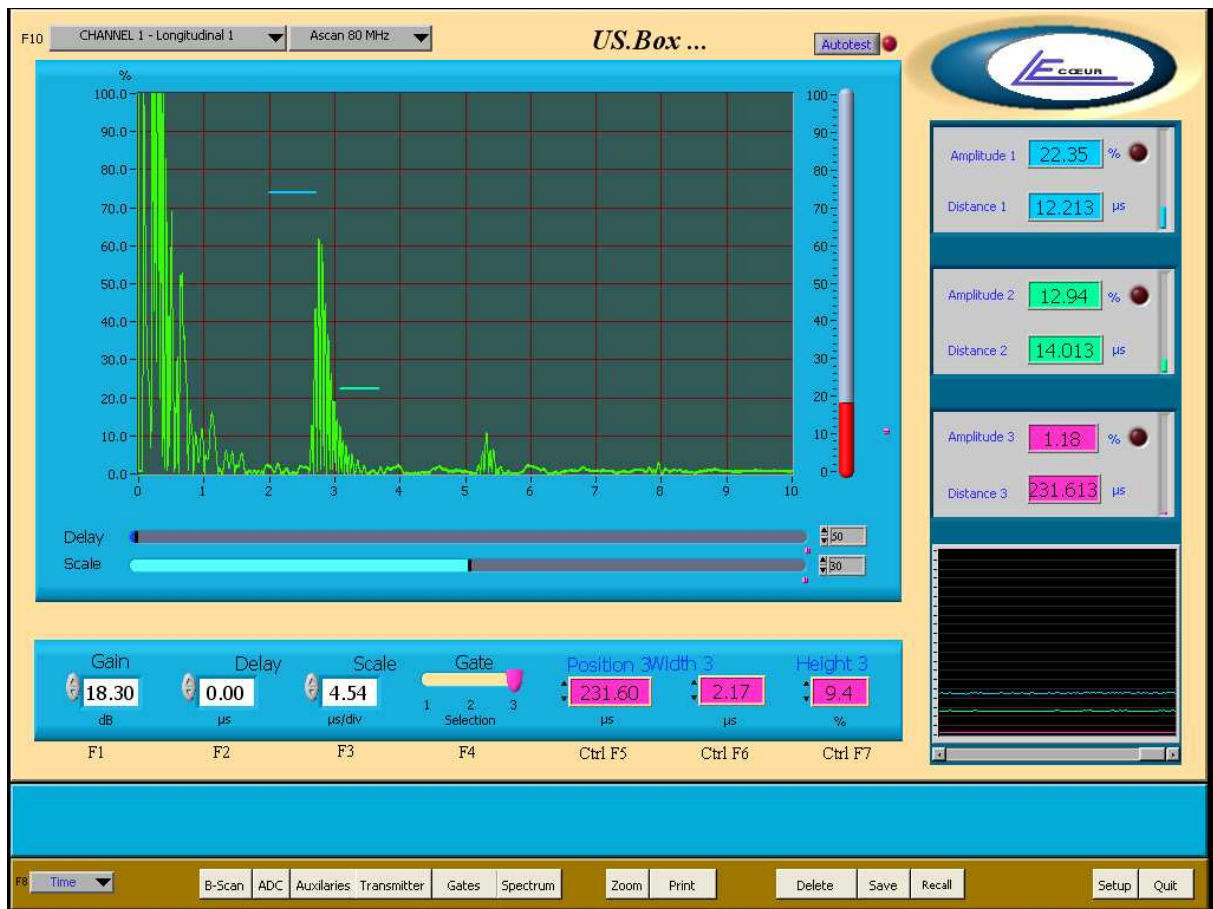 F10 CHANNEL 1 - Longitudinal 1 Ascan 80 MHz US.Box ... Autotest
LE CŒUR
%
100.0
90.0
80.0
70.0
60.0
50.0
40.0
30.0
20.0
10.0
0.0
0 1 2 3 4 5 6 7 8 9 10
100
90
80
70
60
50
40
30
20
10
0
Delay 50
Scale 30
Amplitude 1 22.35 %
Distance 1 12.213 µs
Amplitude 2 12.94 %
Distance 2 14.013 µs
Amplitude 3 1.18 %
Distance 3 231.613 µs
Gain Delay Scale Gate Position 3 Width 3 Height 3
18.30 0.00 4.54 1 2 3 231.60 2.17 9.4
dB µs µs/div Selection µs µs %
F1 F2 F3 F4 Ctrl F5 Ctrl F6 Ctrl F7
F8 Time B-Scan ADC Auxilaries Transmitter Gates Spectrum Zoom Print Delete Save Recall Setup Quit